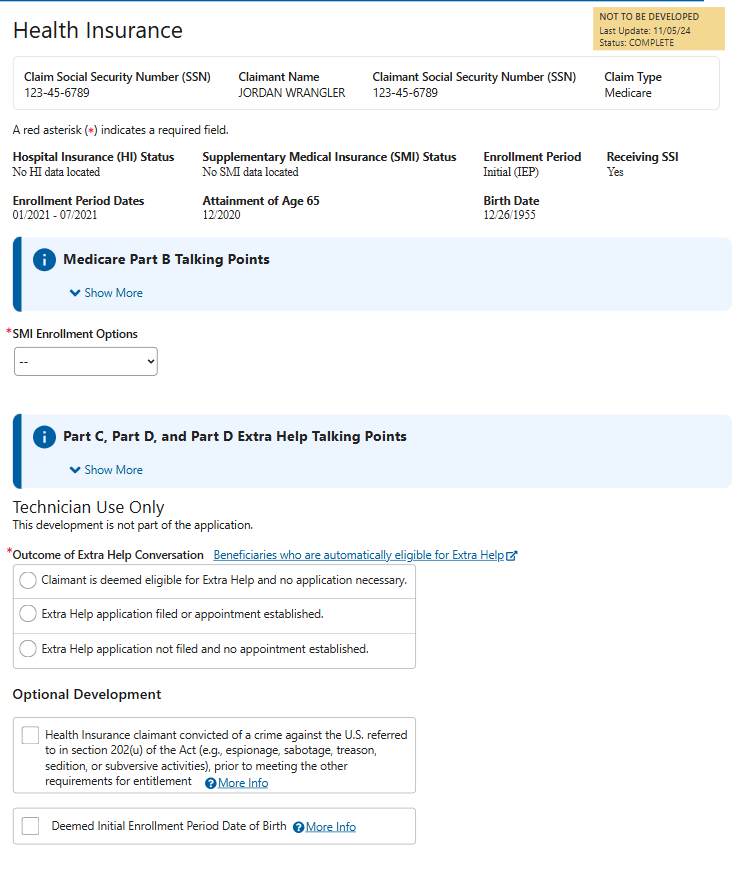 Health Insurance
NOT TO BE DEVELOPED
Last Update: 11/05/24
Status: COMPLETE
Claim Social Security Number (SSN)
123-45-6789
Claimant Name
JORDAN WRANGLER
Claimant Social Security Number (SSN)
123-45-6789
Claim Type
Medicare
A red asterisk (*) indicates a required field.
Hospital Insurance (HI) Status
No HI data located
Supplementary Medical Insurance (SMI) Status
No SMI data located
Enrollment Period
Initial (IEP)
Receiving SSI
Yes
Enrollment Period Dates
01/2021 - 07/2021
Attainment of Age 65
12/2020
Birth Date
12/26/1955
Medicare Part B Talking Points
Show More
*SMI Enrollment Options
--
Part C, Part D, and Part D Extra Help Talking Points
Show More
Technician Use Only
This development is not part of the application.
*Outcome of Extra Help Conversation Beneficiaries who are automatically eligible for Extra Help
Claimant is deemed eligible for Extra Help and no application necessary.
Extra Help application filed or appointment established.
Extra Help application not filed and no appointment established.
Optional Development
Health Insurance claimant convicted of a crime against the U.S. referred
to in section 202(u) of the Act (e.g., espionage, sabotage, treason,
sedition, or subversive activities), prior to meeting the other
requirements for entitlement ? More Info
Deemed Initial Enrollment Period Date of Birth ? More Info